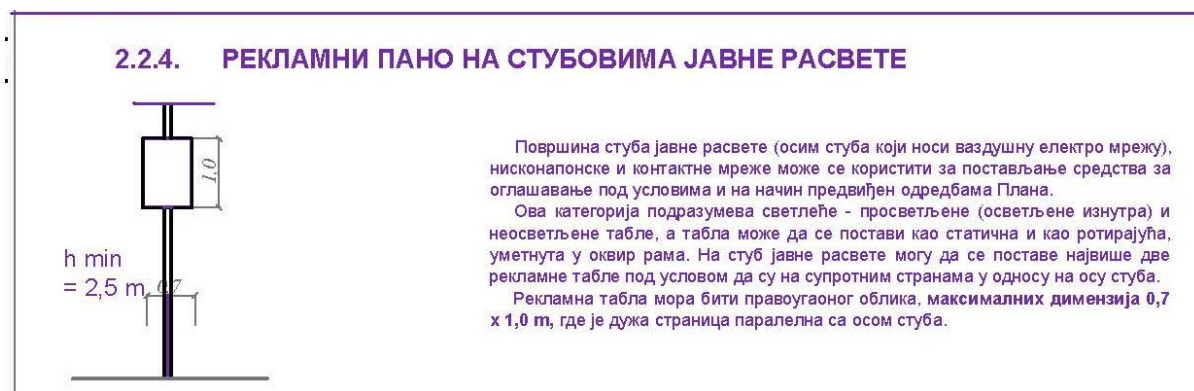 2.2.4. РЕКЛАМНИ ПАНО НА СТУБОВИМА ЈАВНЕ РАСВЕТЕ
1,0
h min
= 2,5 m
0,7
Површина стуба јавне расвете (осим стуба који носи ваздушну електро мрежу),
нисконапонске и контактне мреже може се користити за постављање средства за
оглашавање под условима и на начин предвиђен одредбама Плана.
Ова категорија подразумева светлеће - просветљене (осветљене изнутра) и
неосветљене табле, а табла може да се постави као статична и као ротирајућа,
уметнута у оквир рама. На стуб јавне расвете могу да се поставе највише две
рекламне табле под условом да су на супротним странама у односу на осу стуба.
Рекламна табла мора бити правоугаоног облика, максималних димензија 0,7
x 1,0 m, где је дужа страница паралелна са осом стуба.